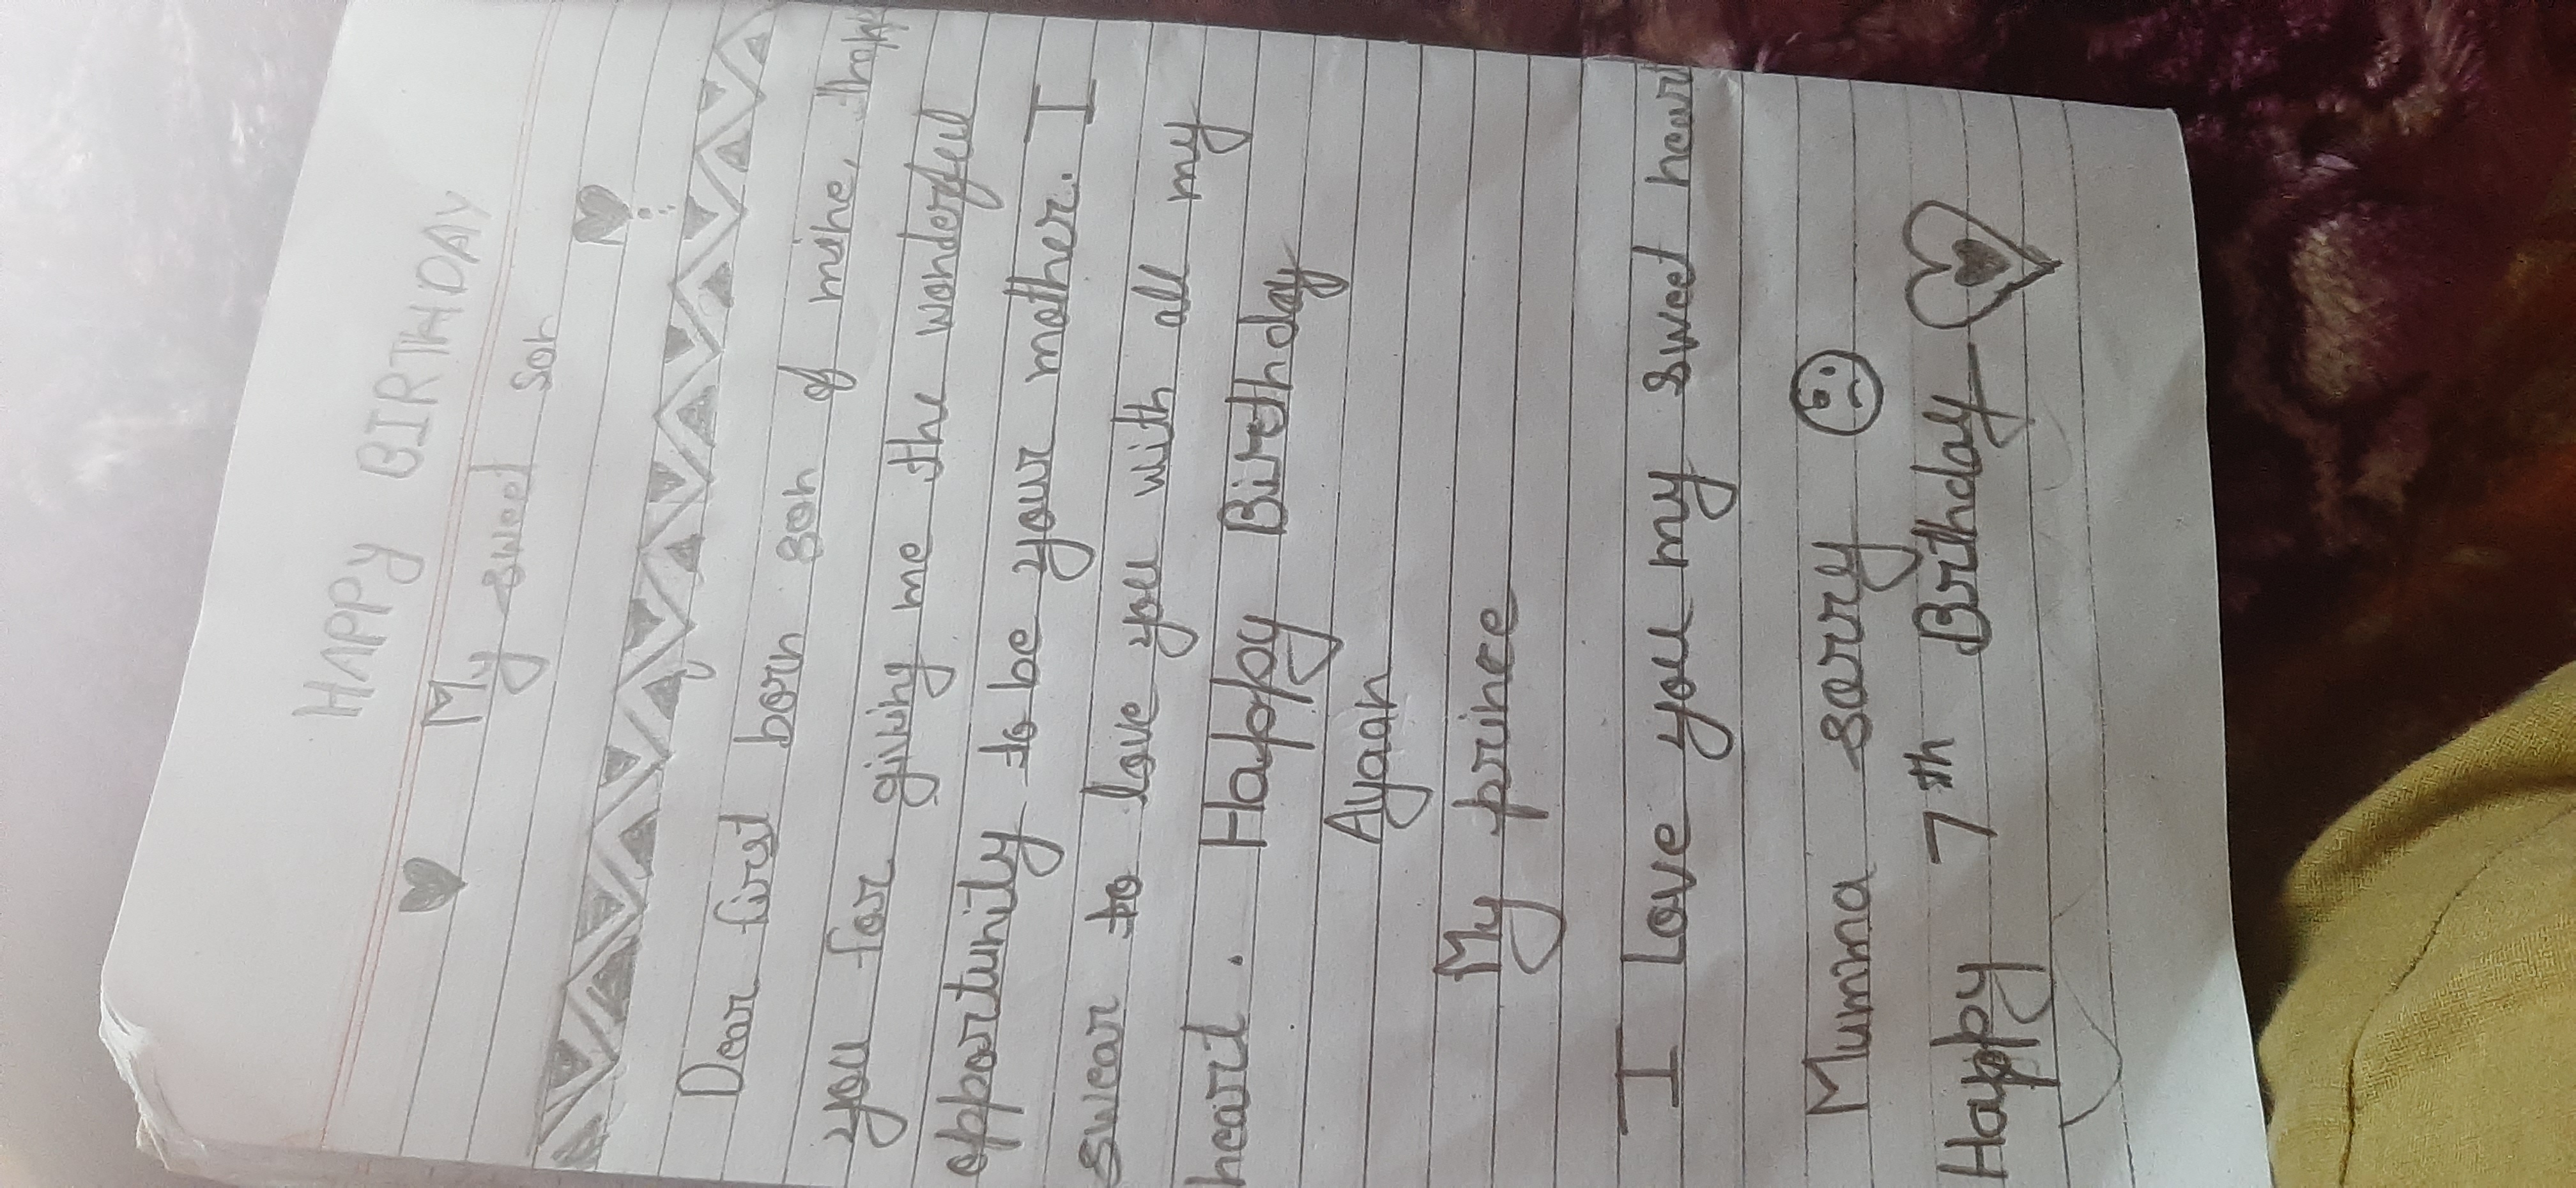 HAPPY BIRTHDAY
My sweet son
Dear first born son of mine, Thank
you for giving me the wonderful
opportunity to be your mother. I
swear to love you with all my
heart. Happy Birthday
Ayaan
My prince
I Love you my sweet heart
Mumma sorry
Happy 7th Birthday